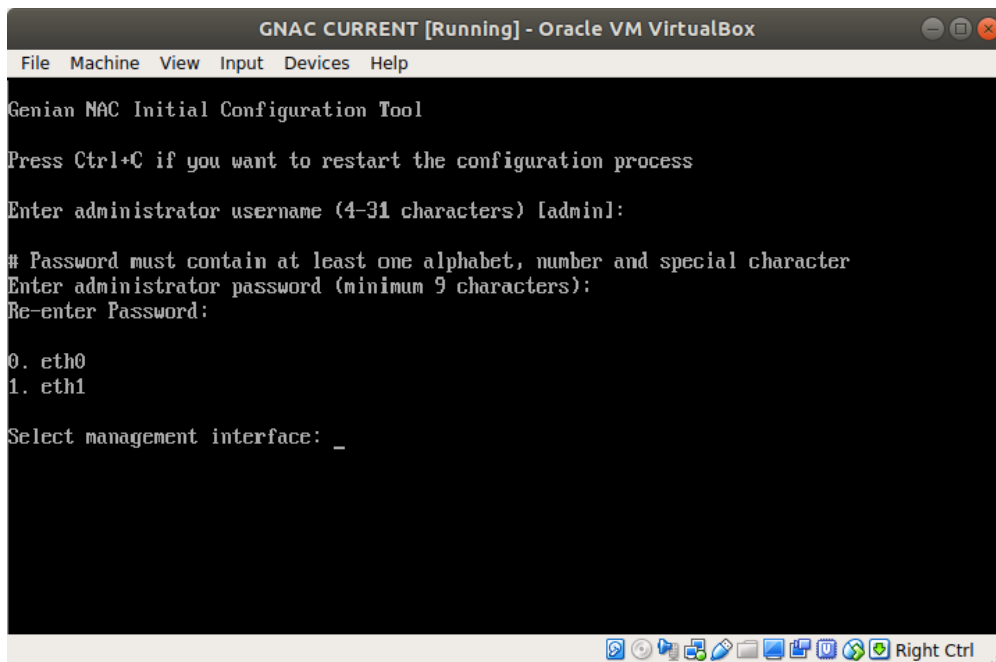 GNAC CURRENT [Running] - Oracle VM VirtualBox
File Machine View Input Devices Help
Genian NAC Initial Configuration Tool
Press Ctrl+C if you want to restart the configuration process
Enter administrator username (4-31 characters) [admin]:
# Password must contain at least one alphabet, number and special character
Enter administrator password (minimum 9 characters):
Re-enter Password:
0. eth0
1. eth1
Select management interface: _
Right Ctrl